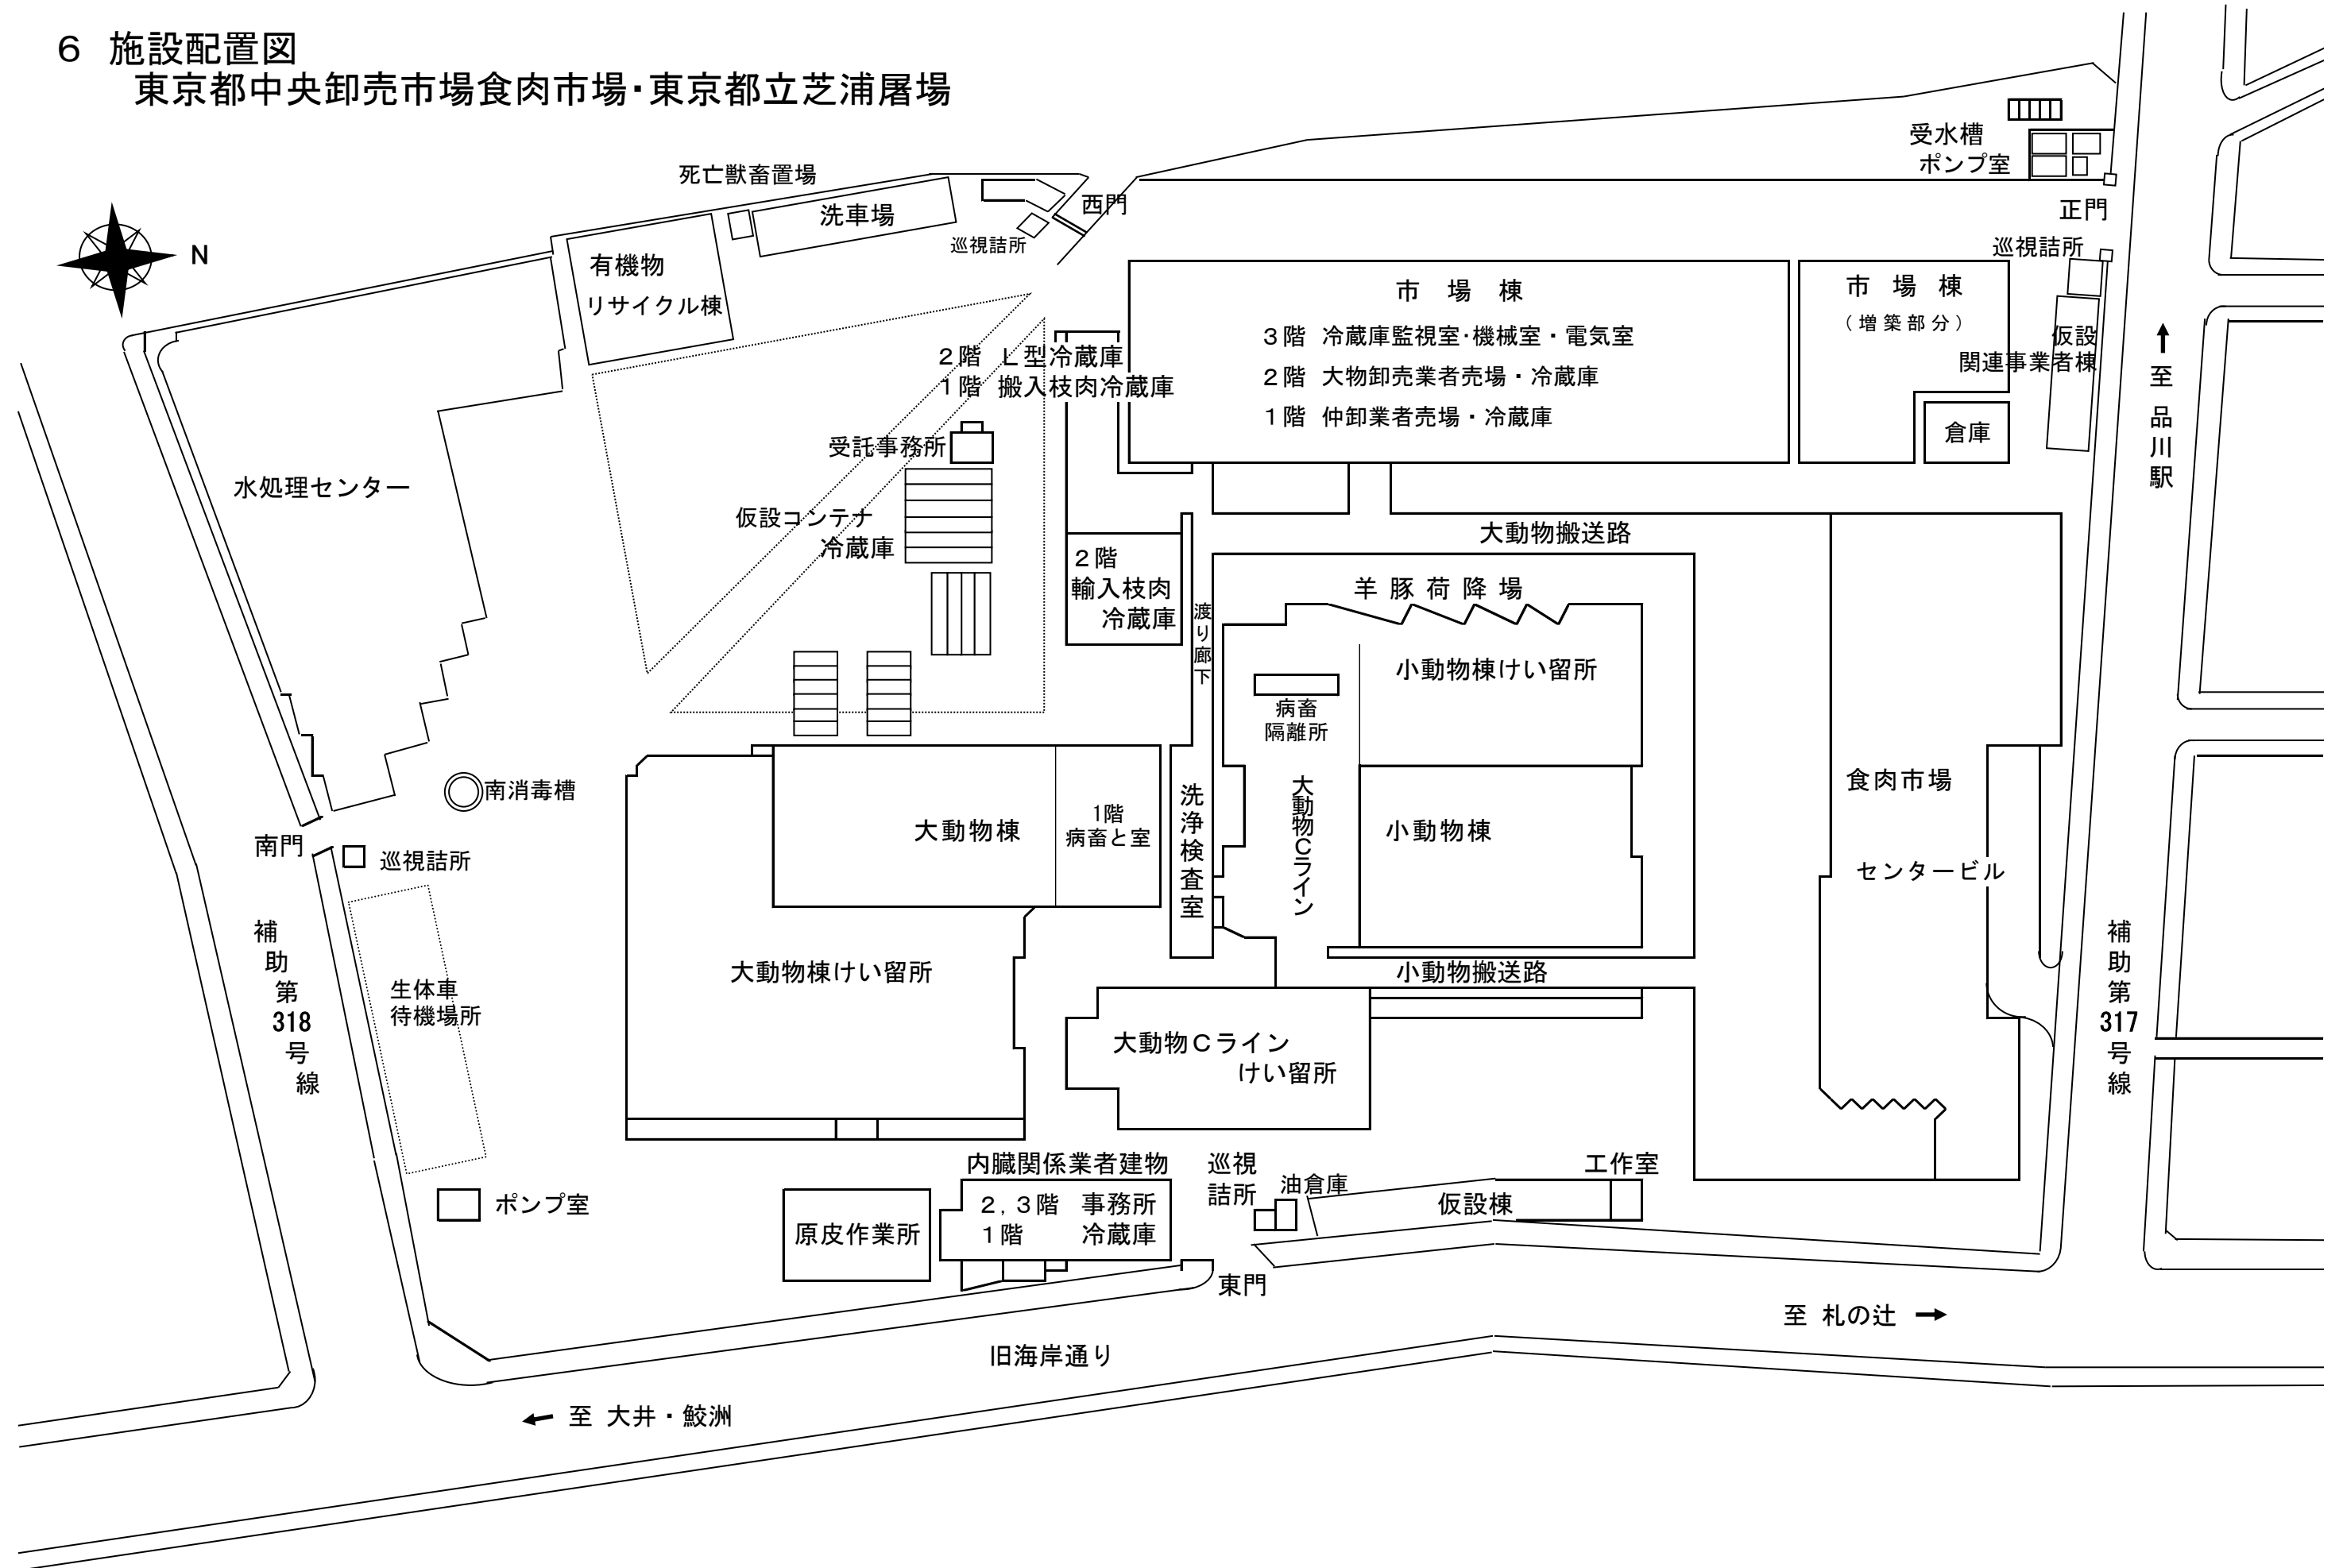 ６ 施設配置図
東京都中央卸売市場食肉市場・東京都立芝浦屠場
N
死亡獣畜置場
洗車場
西門
巡視詰所
有機物
リサイクル棟
受水槽
ポンプ室
正門
巡視詰所
市 場 棟
３階 冷蔵庫監視室･機械室・電気室
２階 大物卸売業者売場・冷蔵庫
１階 仲卸業者売場・冷蔵庫
市 場 棟
（増築部分）
仮設
関連事業者棟
倉庫
至 品川駅
２階 Ｌ型冷蔵庫
１階 搬入枝肉冷蔵庫
受託事務所
仮設コンテナ
冷蔵庫
水処理センター
２階
輸入枝肉
冷蔵庫
渡り廊下
大動物搬送路
羊豚荷降場
小動物棟けい留所
病畜
隔離所
大動物Ｃライン
小動物棟
食肉市場
センタービル
南消毒槽
南門
巡視詰所
大動物棟
1階
病畜と室
洗浄検査室
大動物棟けい留所
小動物搬送路
生体車
待機場所
補助第318号線
補助第317号線
大動物Ｃライン
けい留所
ポンプ室
原皮作業所
内臓関係業者建物
２,３階 事務所
１階 冷蔵庫
巡視
詰所
油倉庫
仮設棟
工作室
東門
旧海岸通り
至 札の辻
至 大井・鮫洲